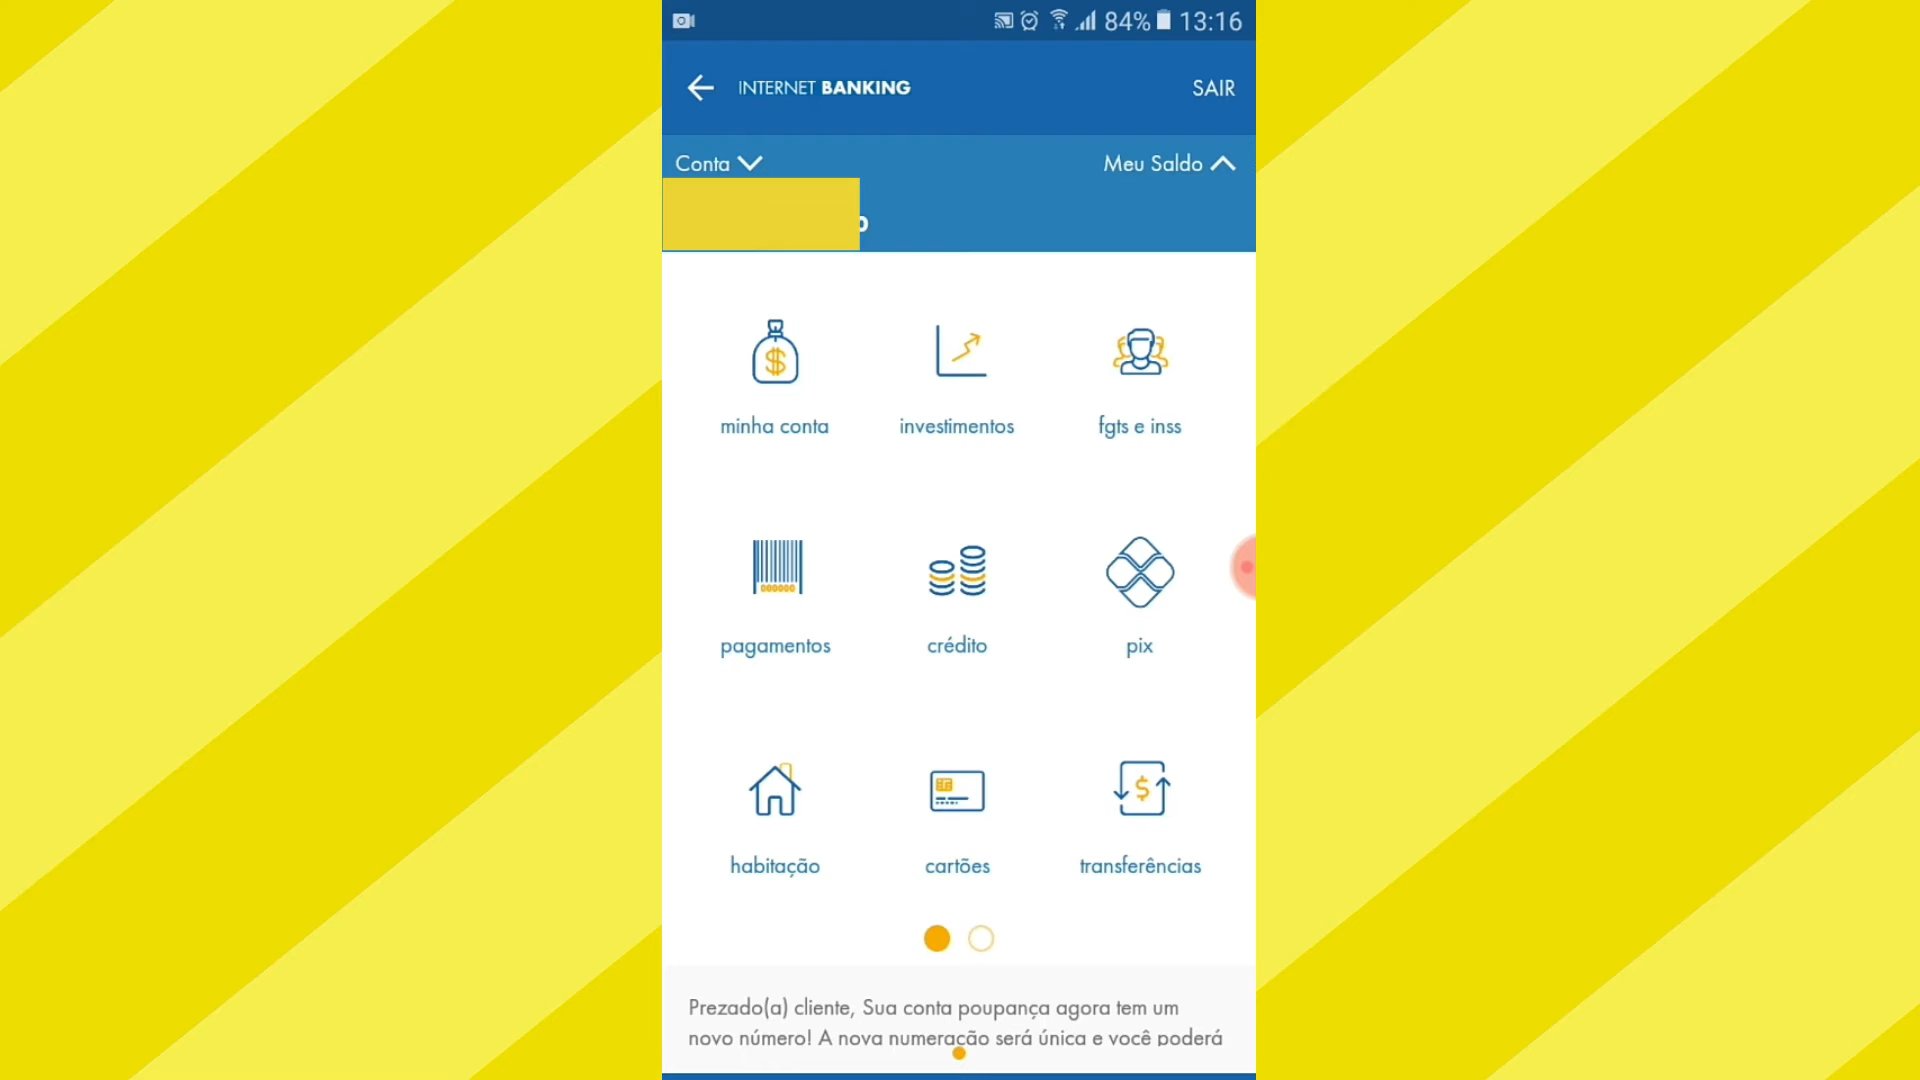 84% 13:16
INTERNET BANKING
SAIR
Conta
Meu Saldo
minha conta
investimentos
fgts e inss
pagamentos
crédito
pix
habitação
cartões
transferências
Prezado(a) cliente, Sua conta poupança agora tem um
novo número! A nova numeração será única e você poderá